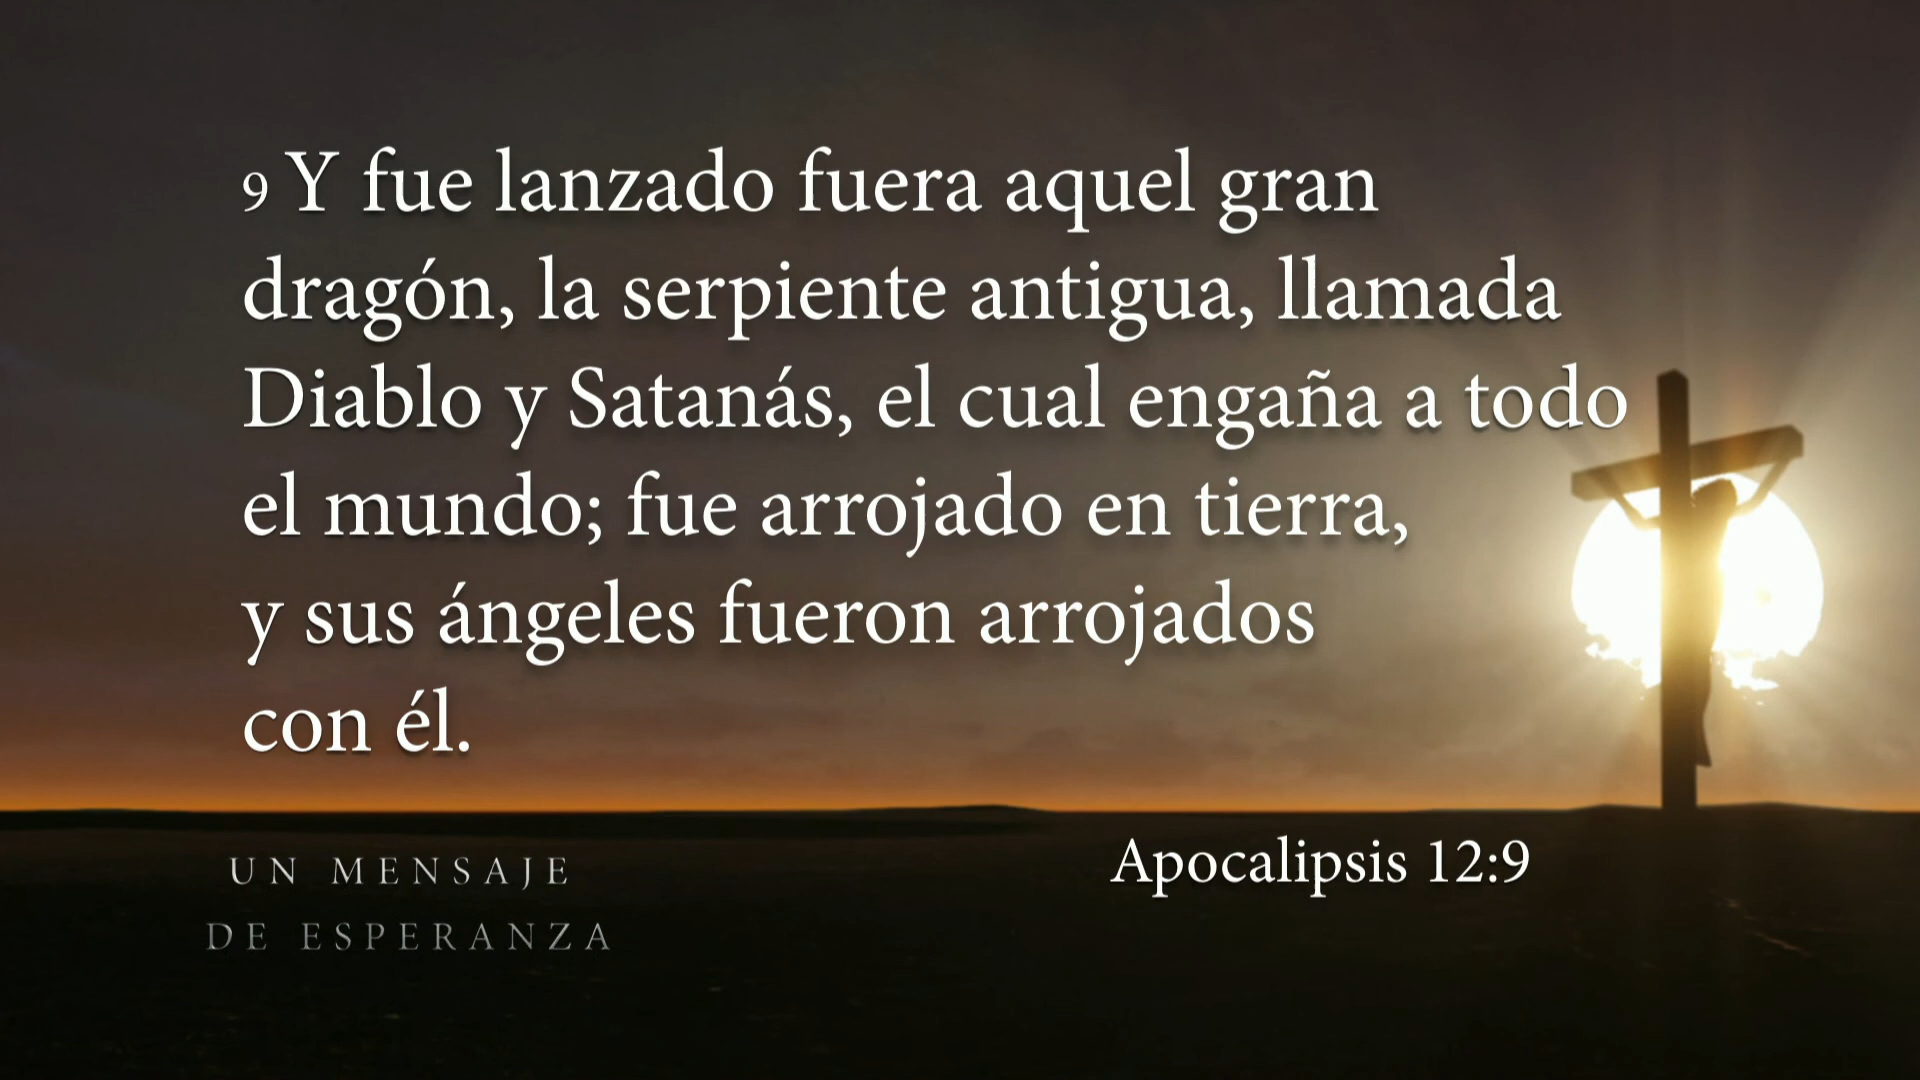 9 Y fue lanzado fuera aquel gran
dragón, la serpiente antigua, llamada
Diablo y Satanás, el cual engaña a todo
el mundo; fue arrojado en tierra,
y sus ángeles fueron arrojados
con él.
Apocalipsis 12:9
UN MENSAJE
DE ESPERANZA